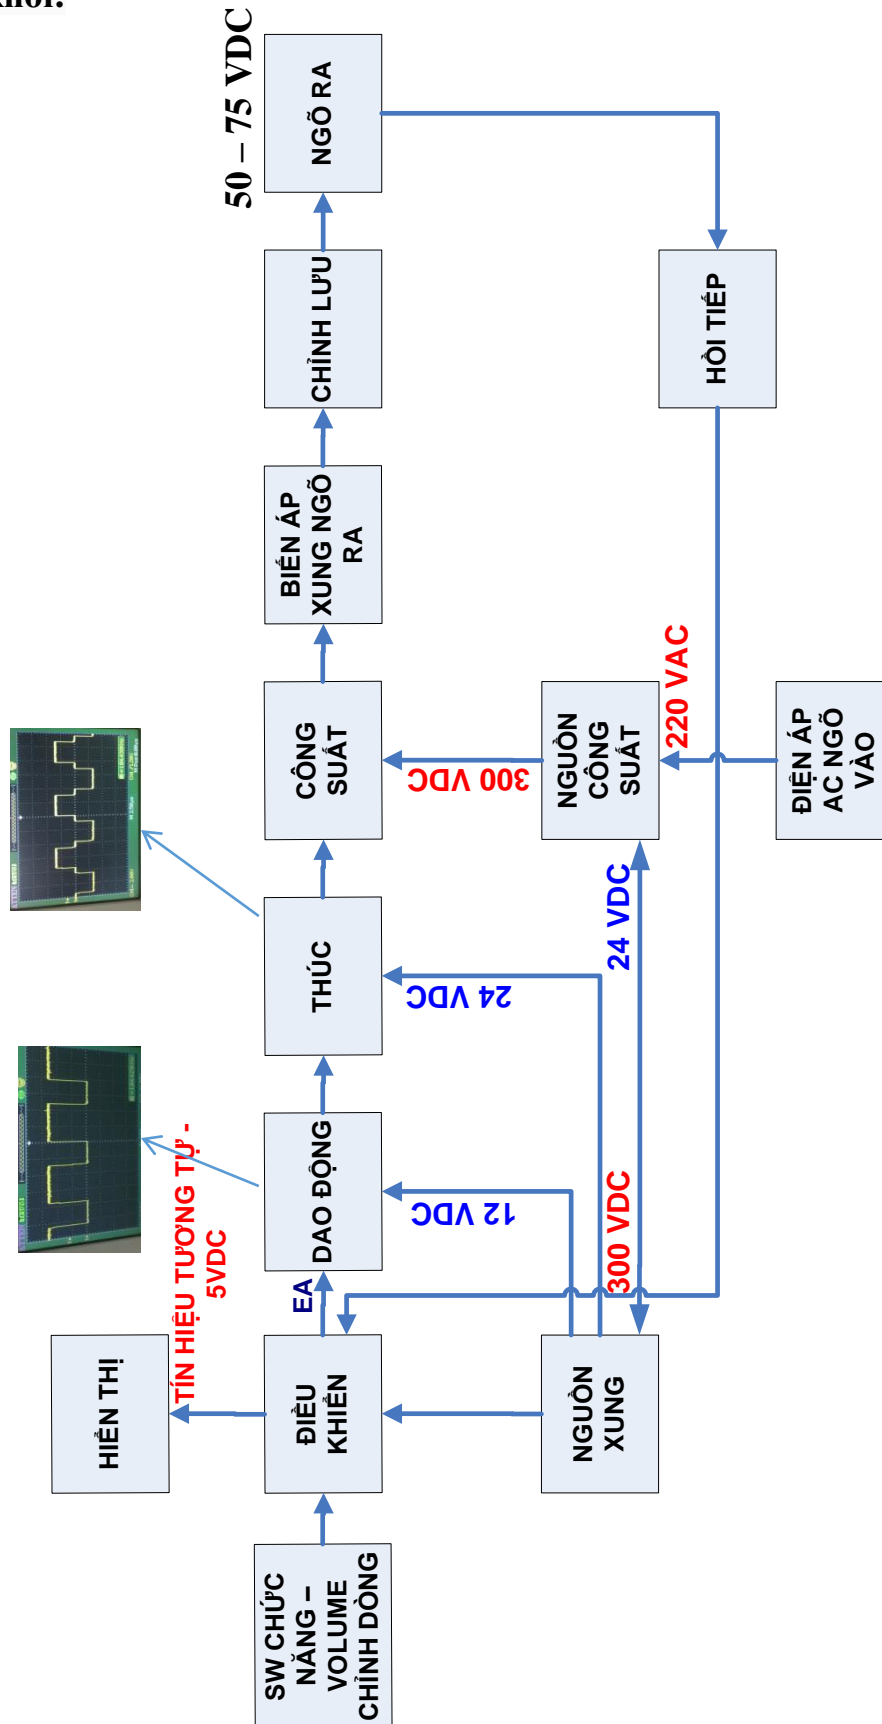 khối:
50 – 75 VDC
NGÕ RA
CHỈNH LƯU
BIẾN ÁP
XUNG NGÕ
RA
CÔNG
SUẤT
THÚC
DAO ĐỘNG
EA
ĐIỀU
KHIỂN
HIỂN THỊ
TÍN HIỆU TƯƠNG TỰ -
5VDC
SW CHỨC
NĂNG –
VOLUME
CHỈNH DÒNG
HỒI TIẾP
220 VAC
300 VDC
NGUỒN
CÔNG
SUẤT
ĐIỆN ÁP
AC NGÕ
VÀO
24 VDC
24 VDC
12 VDC
300 VDC
NGUỒN
XUNG